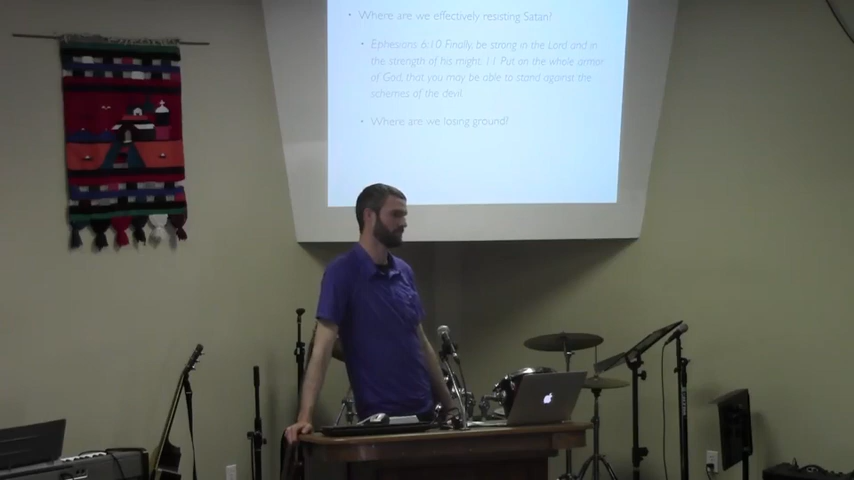 • Where are we effectively resisting Satan?
• Ephesians 6:10 Finally, be strong in the Lord and in
the strength of his might. 11 Put on the whole armor
of God, that you may be able to stand against the
schemes of the devil.
• Where are we losing ground?